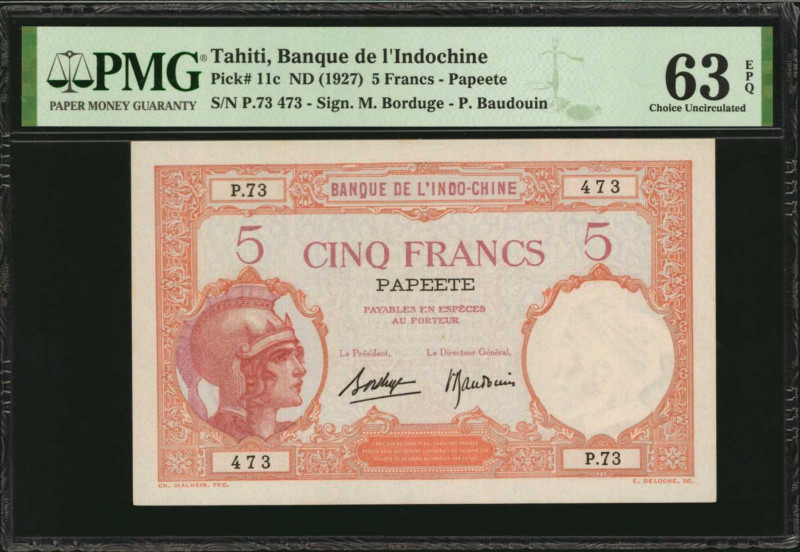 PMG® Tahiti, Banque de l'Indochine
Pick# 11c ND (1927) 5 Francs - Papeete
PAPER MONEY GUARANTY S/N P.73 473 - Sign. M. Borduge - P. Baudouin
63 EPQ
Choice Uncirculated
P.73 BANQUE DE L'INDO-CHINE 473
5 CINQ FRANCS 5
PAPEETE
PAYABLES EN ESPÈCES
AU PORTEUR
Le Président, Le Directeur Général,
Borduge PBaudouin
473 P.73
CH. WALHAIN, FEC. E. DELOCHE, SC.